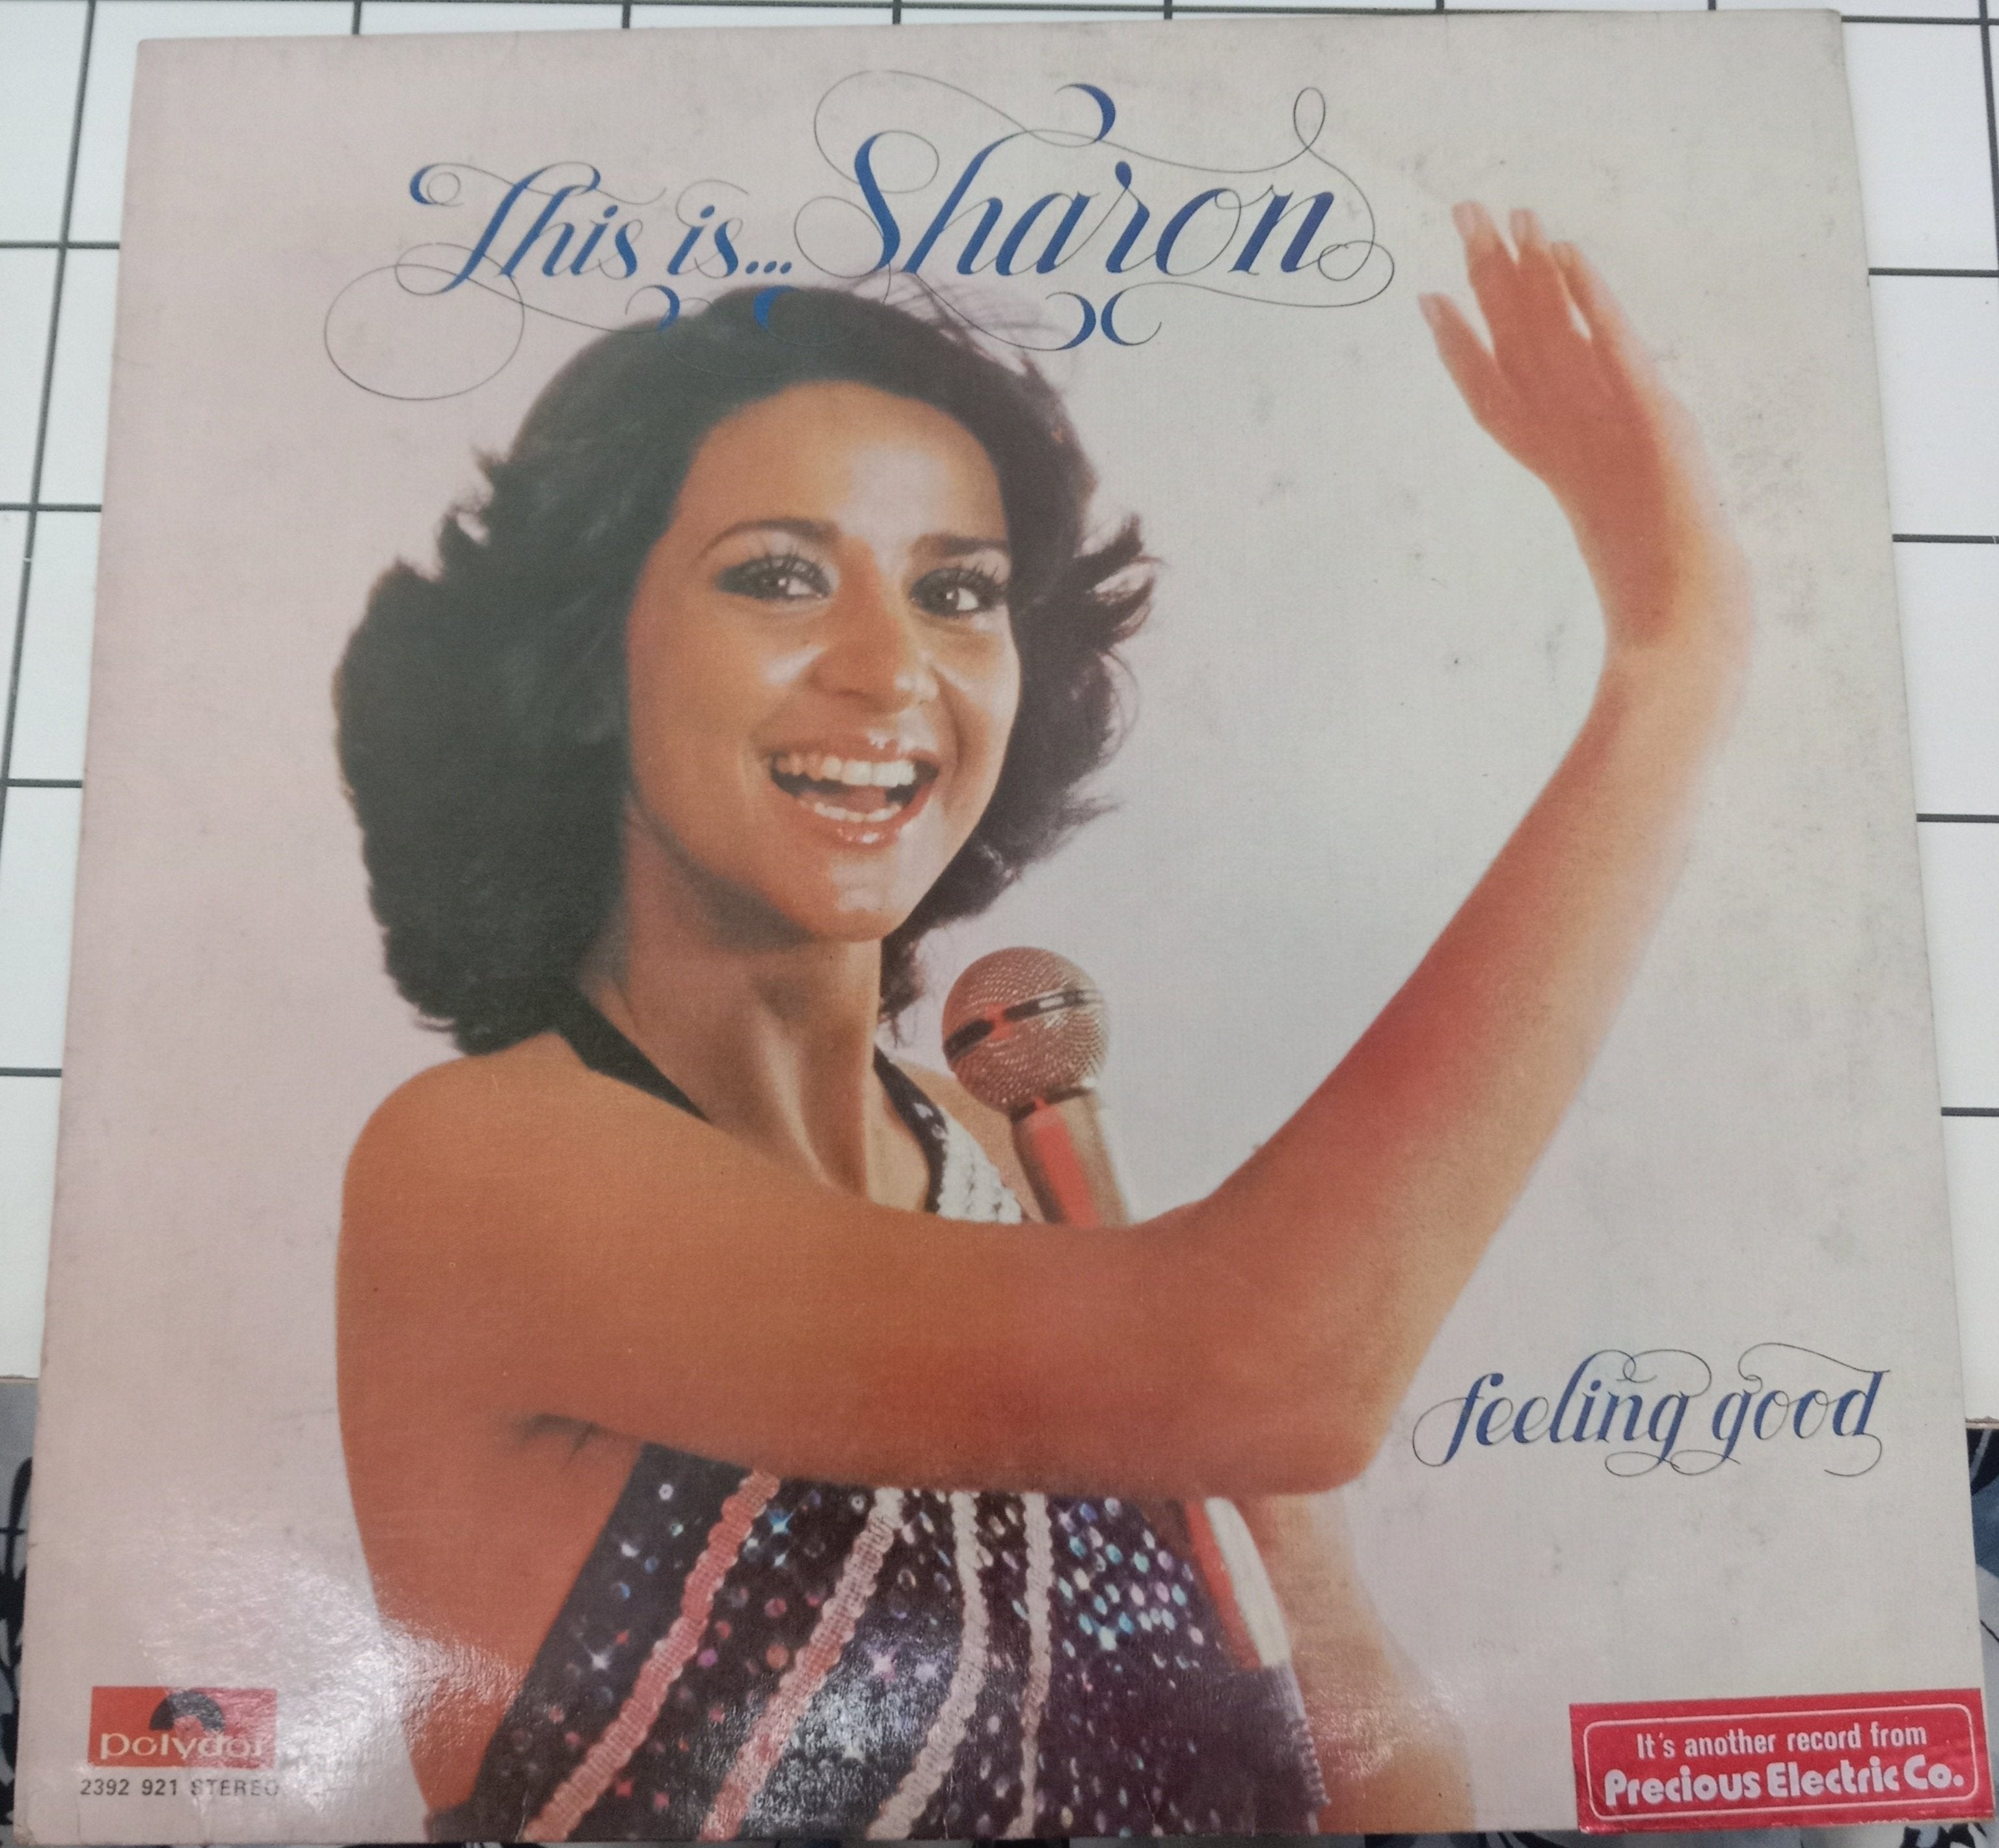 This is... Sharon
feeling good
polydor
2392 921 STEREO
It's another record from
Precious Electric Co.